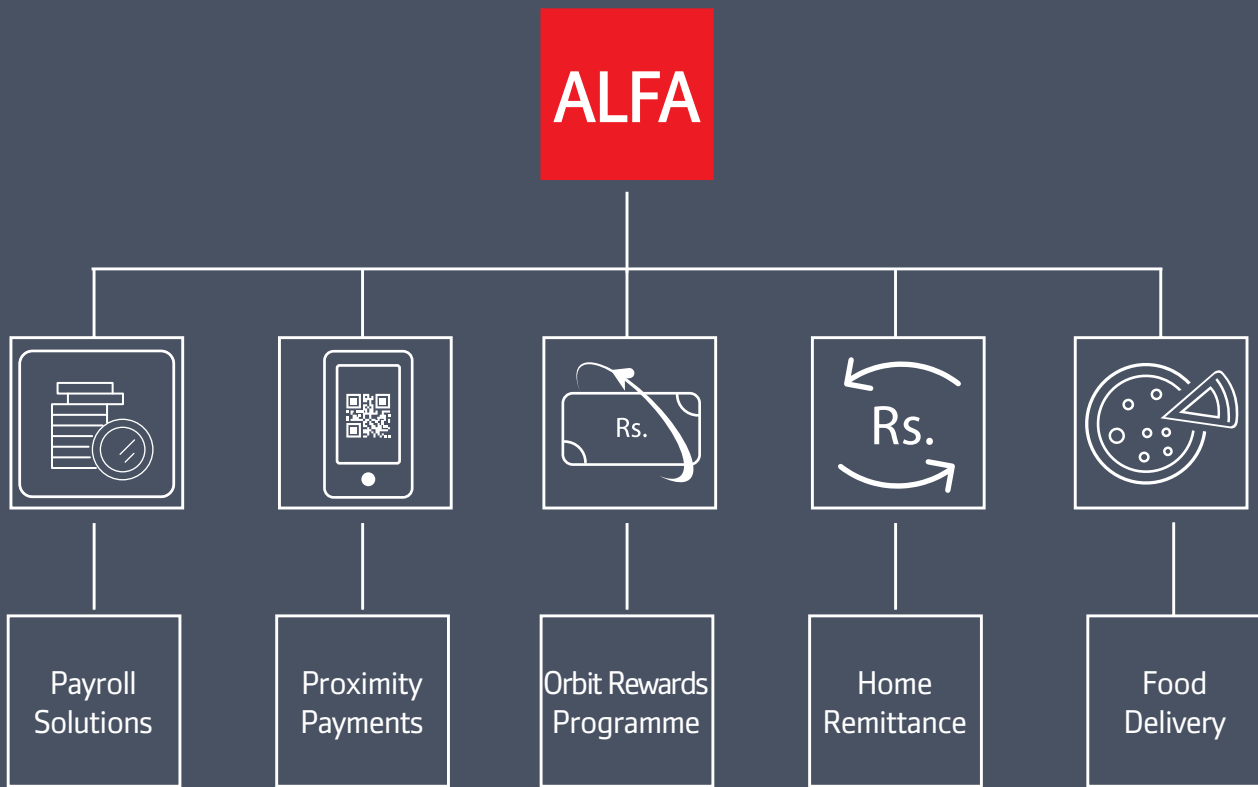 ALFA
Rs.
Rs.
Payroll
Solutions
Proximity
Payments
Orbit Rewards
Programme
Home
Remittance
Food
Delivery